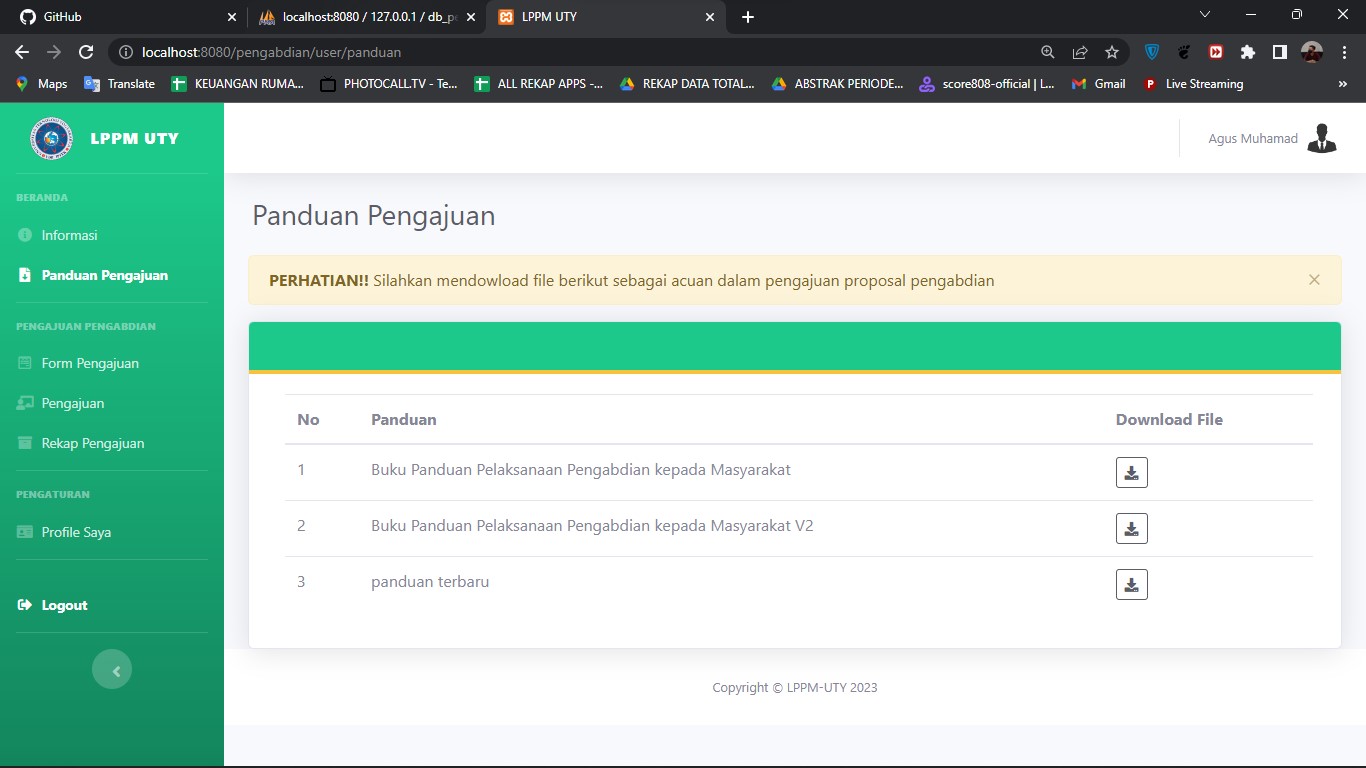 GitHub
localhost:8080 / 127.0.0.1 / db_pe
LPPM UTY
localhost:8080/pengabdian/user/panduan
Maps
Translate
KEUANGAN RUMA...
PHOTOCALL.TV - Te...
ALL REKAP APPS -...
REKAP DATA TOTAL...
ABSTRAK PERIODE...
score808-official | L...
Gmail
Live Streaming
LPPM UTY
Agus Muhamad
BERANDA
Informasi
Panduan Pengajuan
PENGAJUAN PENGABDIAN
Form Pengajuan
Pengajuan
Rekap Pengajuan
PENGATURAN
Profile Saya
Logout
Panduan Pengajuan
PERHATIAN!! Silahkan mendowload file berikut sebagai acuan dalam pengajuan proposal pengabdian
No Panduan Download File
1 Buku Panduan Pelaksanaan Pengabdian kepada Masyarakat
2 Buku Panduan Pelaksanaan Pengabdian kepada Masyarakat V2
3 panduan terbaru
Copyright © LPPM-UTY 2023